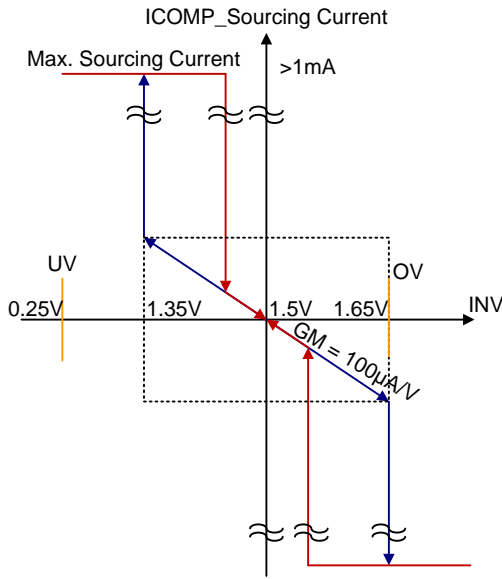 ICOMP_Sourcing Current
Max. Sourcing Current
>1mA
UV
OV
0.25V
1.35V
1.5V
1.65V
INV
GM = 100µA/V